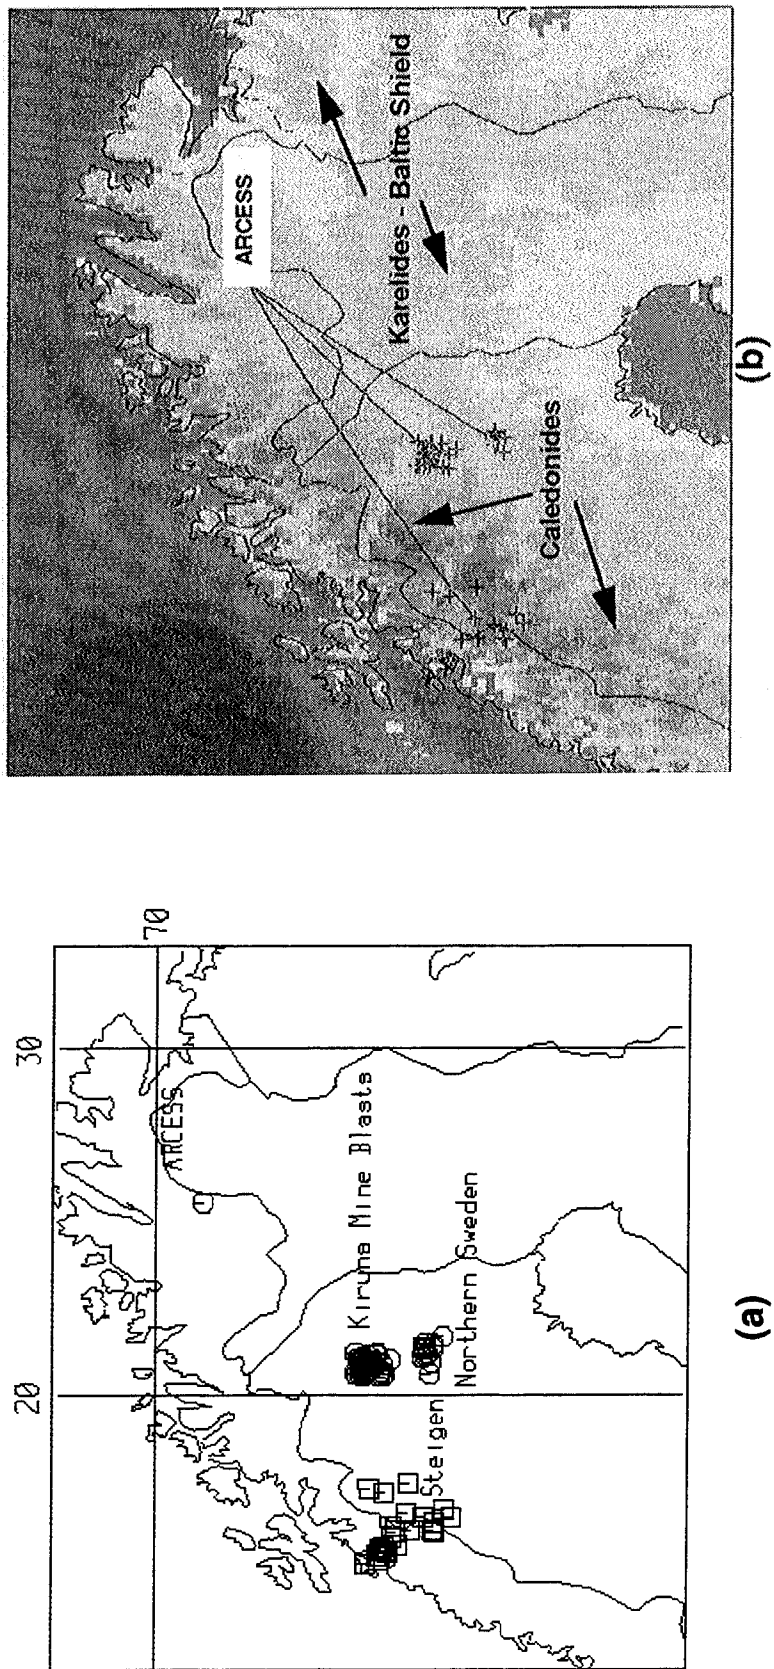 30
20
70
ARCESS
Kiruna Mine Blasts
Northern Sweden
Steigen
(a)
ARCESS
Karelides - Baltic Shield
Caledonides
(b)